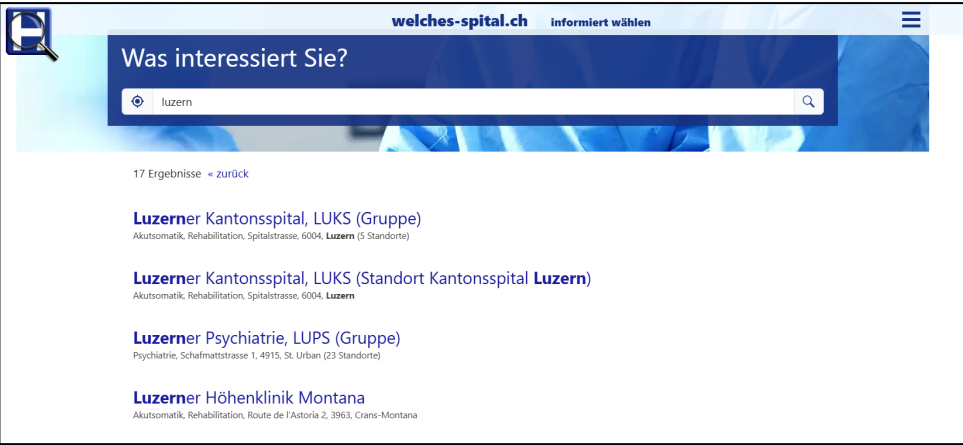 welches-spital.ch informiert wählen
Was interessiert Sie?
luzern
17 Ergebnisse « zurück
Luzerner Kantonsspital, LUKS (Gruppe)
Akutsomatik, Rehabilitation, Spitalstrasse, 6004, Luzern (5 Standorte)
Luzerner Kantonsspital, LUKS (Standort Kantonsspital Luzern)
Akutsomatik, Rehabilitation, Spitalstrasse, 6004, Luzern
Luzerner Psychiatrie, LUPS (Gruppe)
Psychiatrie, Schafmattstrasse 1, 4915, St. Urban (23 Standorte)
Luzerner Höhenklinik Montana
Akutsomatik, Rehabilitation, Route de l'Astoria 2, 3963, Crans-Montana